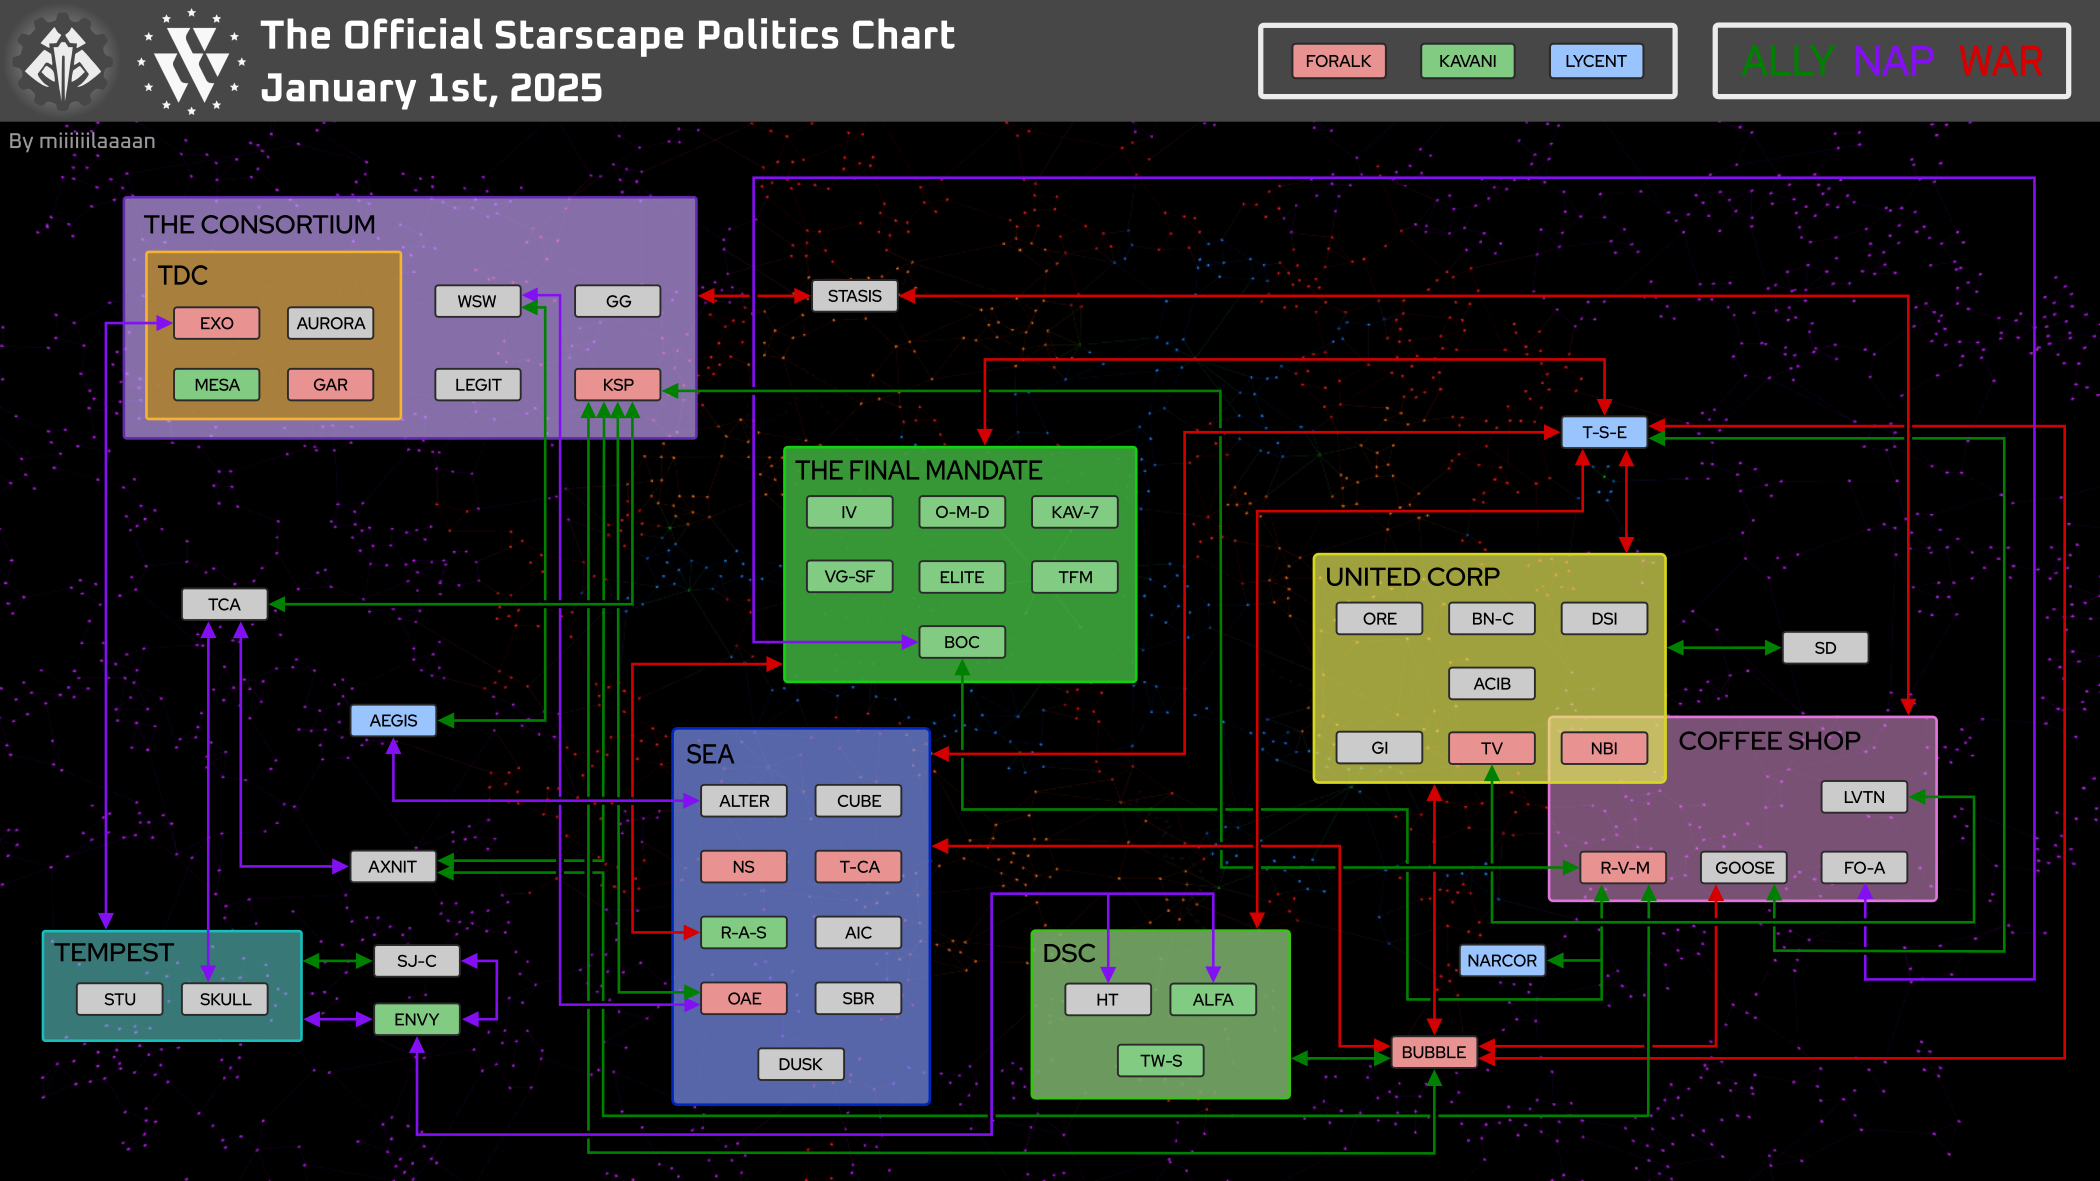 The Official Starscape Politics Chart
January 1st, 2025
FORALK KAVANI LYCENT
ALLY NAP WAR
By miiiiiilaaaan
THE CONSORTIUM
TDC
EXO AURORA
MESA GAR
WSW GG
LEGIT KSP
STASIS
T-S-E
THE FINAL MANDATE
IV O-M-D KAV-7
VG-SF ELITE TFM
BOC
UNITED CORP
ORE BN-C DSI
ACIB
GI TV NBI
SD
COFFEE SHOP
LVTN
R-V-M GOOSE FO-A
TCA
AEGIS
AXNIT
SEA
ALTER CUBE
NS T-CA
R-A-S AIC
OAE SBR
DUSK
TEMPEST
STU SKULL
SJ-C
ENVY
DSC
HT ALFA
TW-S
NARCOR
BUBBLE